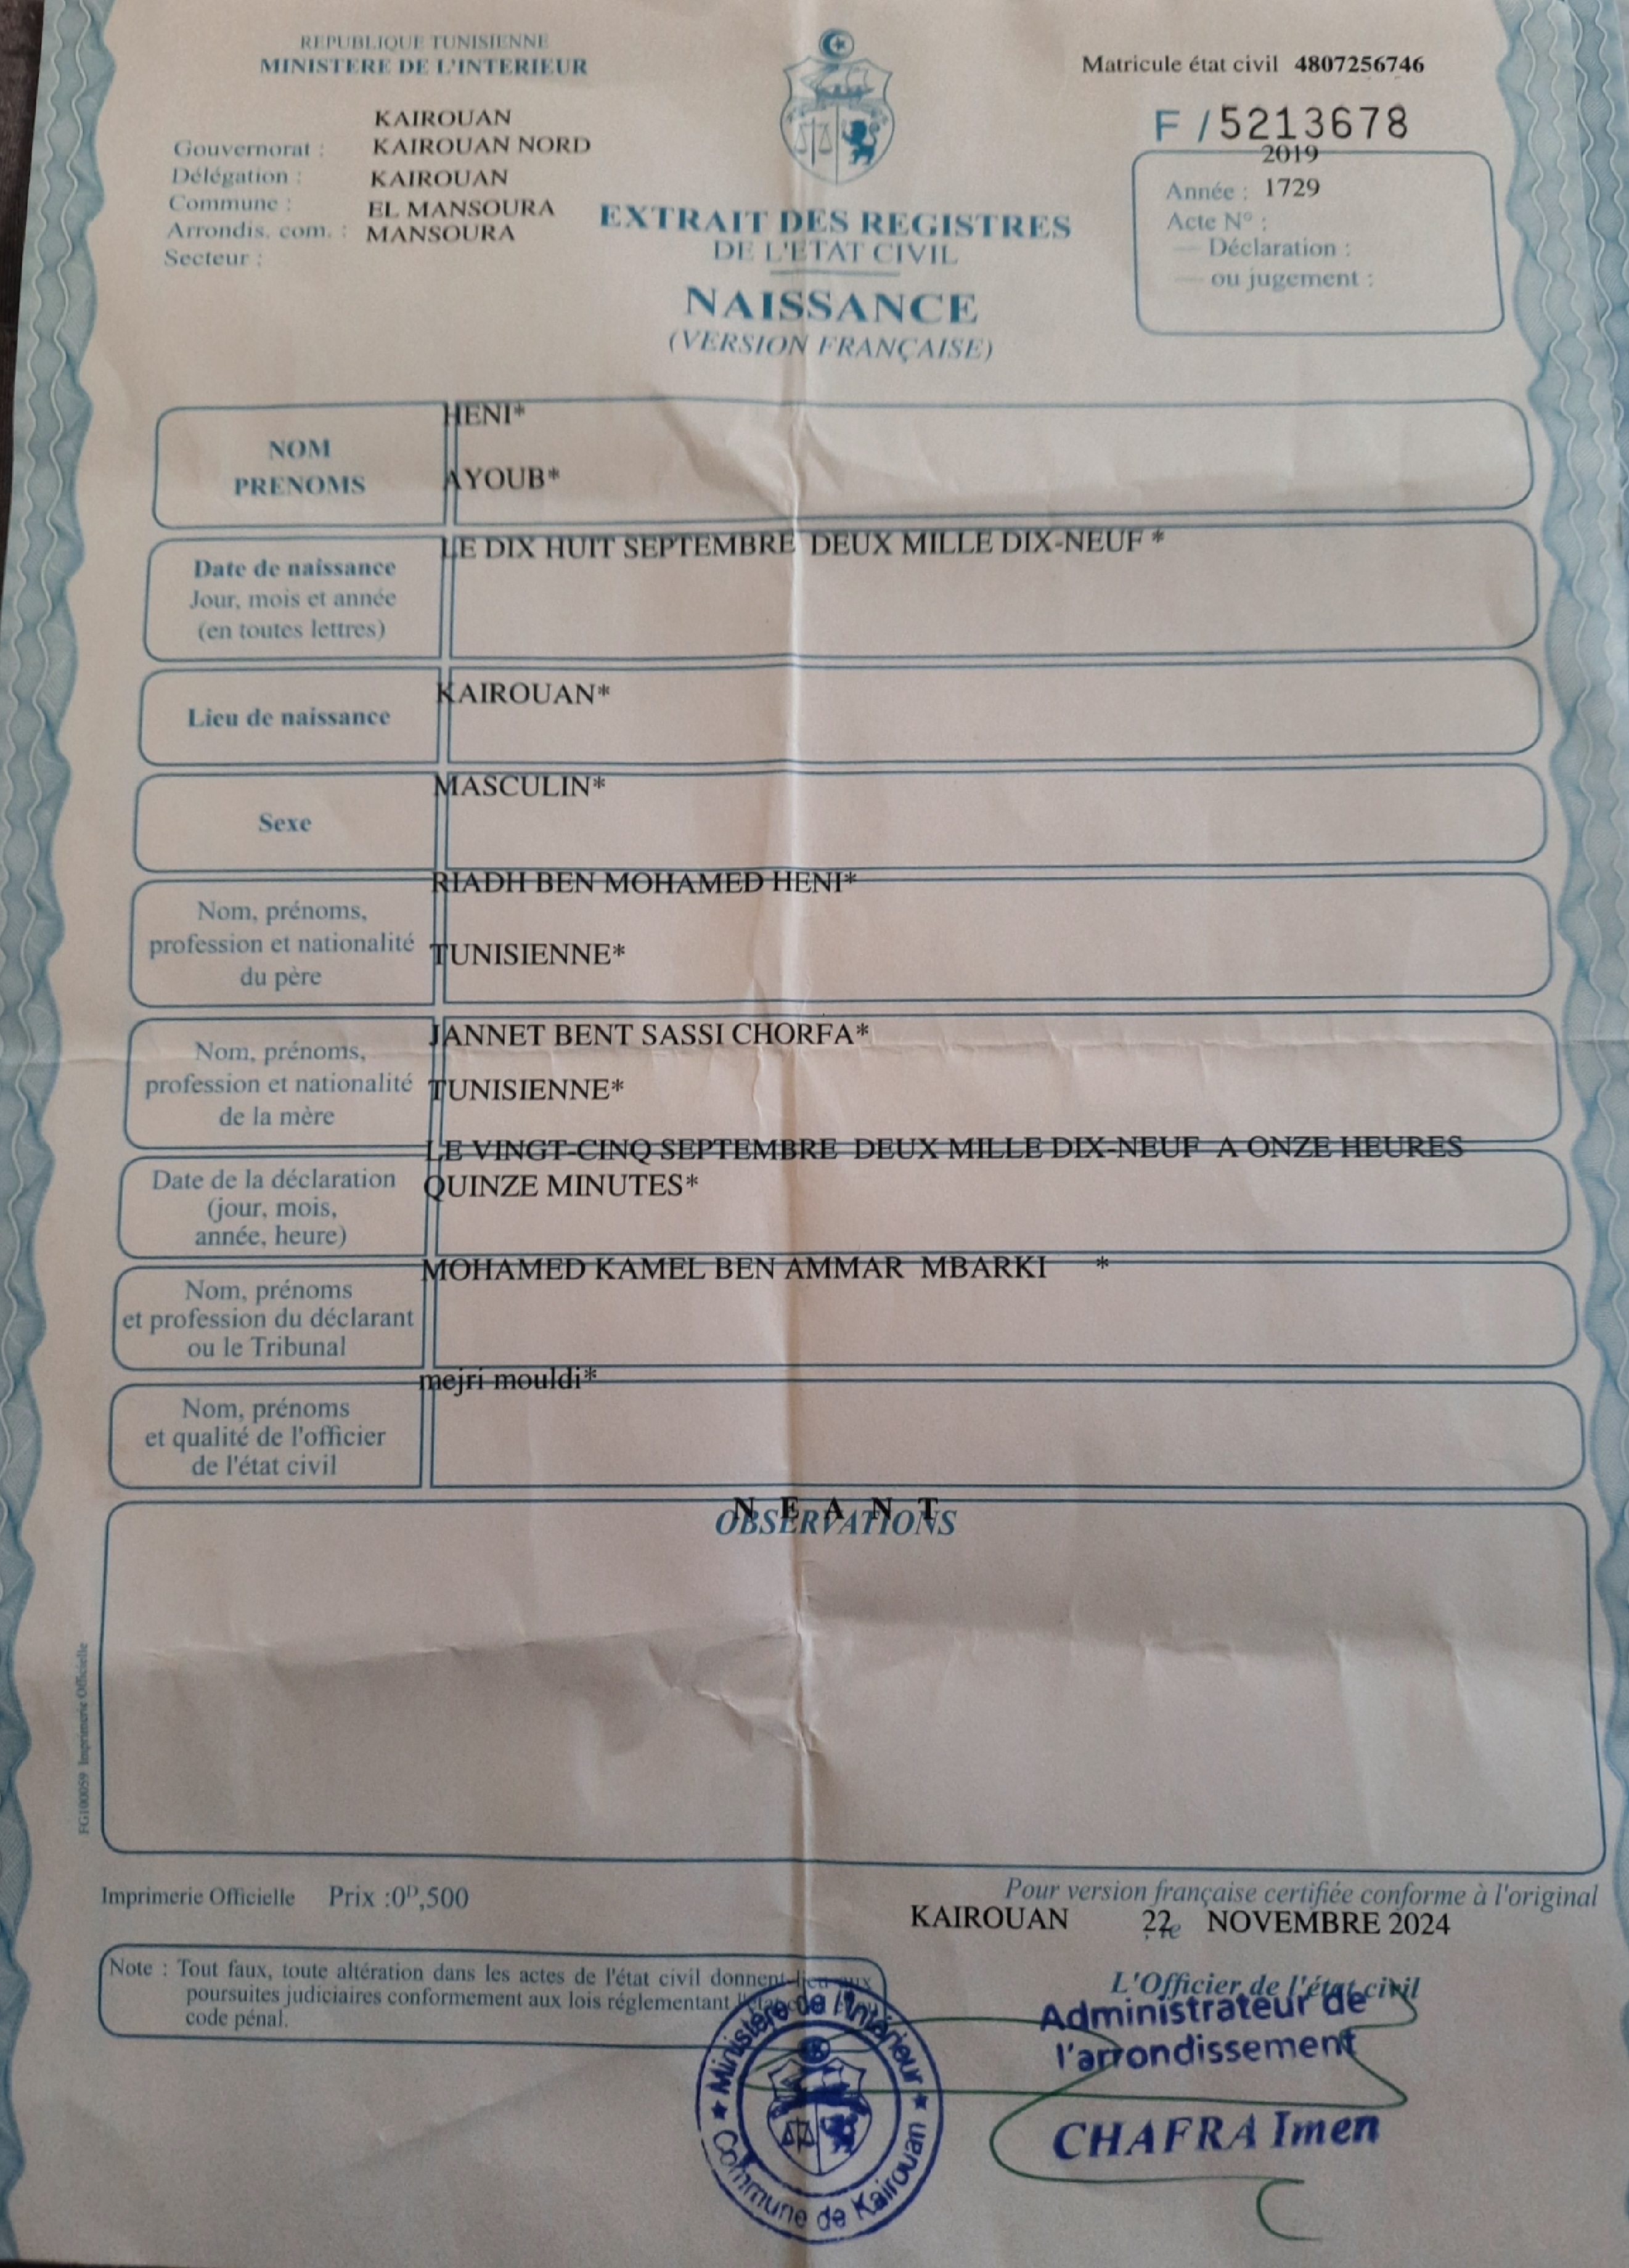 REPUBLIQUE TUNISIENNE
MINISTERE DE L'INTERIEUR
Matricule état civil 4807256746
F / 5213678
KAIROUAN
Gouvernorat : KAIROUAN NORD
Délégation : KAIROUAN
Commune : EL MANSOURA
Arrondis. com. : MANSOURA
Secteur :
2019
Année : 1729
Acte N° :
— Déclaration :
— ou jugement :
EXTRAIT DES REGISTRES
DE L'ETAT CIVIL
NAISSANCE
(VERSION FRANÇAISE)
HENI*
NOM
PRENOMS
AYOUB*
LE DIX HUIT SEPTEMBRE DEUX MILLE DIX-NEUF *
Date de naissance
Jour, mois et année
(en toutes lettres)
KAIROUAN*
Lieu de naissance
MASCULIN*
Sexe
RIADH BEN MOHAMED HENI*
Nom, prénoms,
profession et nationalité
du père
TUNISIENNE*
JANNET BENT SASSI CHORFA*
Nom, prénoms,
profession et nationalité
de la mère
TUNISIENNE*
LE VINGT-CINQ SEPTEMBRE DEUX MILLE DIX-NEUF A ONZE HEURES
QUINZE MINUTES*
Date de la déclaration
(jour, mois,
année, heure)
MOHAMED KAMEL BEN AMMAR MBARKI *
Nom, prénoms
et profession du déclarant
ou le Tribunal
mejri mouldi*
Nom, prénoms
et qualité de l'officier
de l'état civil
N E A N T
OBSERVATIONS
FG100059 Imprimerie Officielle
Imprimerie Officielle Prix :0ᴰ,500
Pour version française certifiée conforme à l'original
KAIROUAN 22 le NOVEMBRE 2024
Note : Tout faux, toute altération dans les actes de l'état civil donnent lieu aux
poursuites judiciaires conformement aux lois réglementant l'état
code pénal.
L'Officier de l'état civil
Administrateur de
l'arrondissement
CHAFRA Imen
Ministère de l'Intérieur
Commune de Kairouan